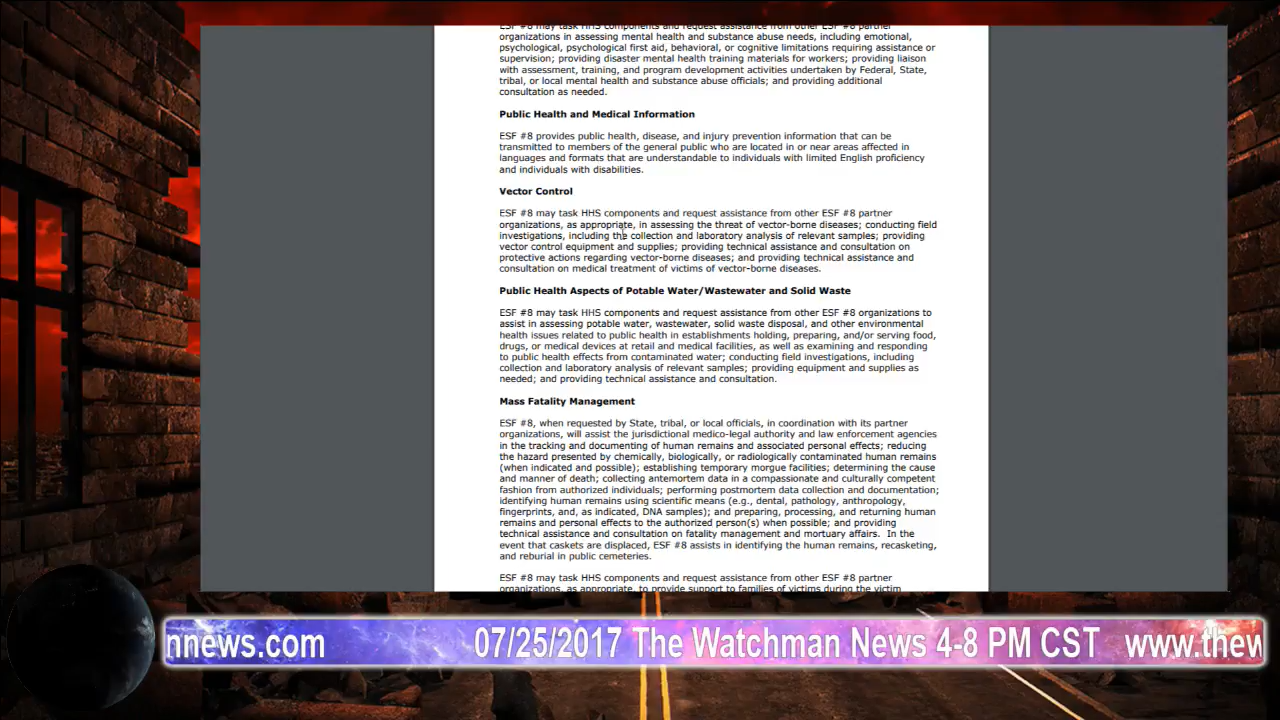 ESF #8 may task HHS components and request assistance from other ESF #8 partner
organizations in assessing mental health and substance abuse needs, including emotional,
psychological, psychological first aid, behavioral, or cognitive limitations requiring assistance or
supervision; providing disaster mental health training materials for workers; providing liaison
with assessment, training, and program development activities undertaken by Federal, State,
tribal, or local mental health and substance abuse officials; and providing additional
consultation as needed.
Public Health and Medical Information
ESF #8 provides public health, disease, and injury prevention information that can be
transmitted to members of the general public who are located in or near areas affected in
languages and formats that are understandable to individuals with limited English proficiency
and individuals with disabilities.
Vector Control
ESF #8 may task HHS components and request assistance from other ESF #8 partner
organizations, as appropriate, in assessing the threat of vector-borne diseases; conducting field
investigations, including the collection and laboratory analysis of relevant samples; providing
vector control equipment and supplies; providing technical assistance and consultation on
protective actions regarding vector-borne diseases; and providing technical assistance and
consultation on medical treatment of victims of vector-borne diseases.
Public Health Aspects of Potable Water/Wastewater and Solid Waste
ESF #8 may task HHS components and request assistance from other ESF #8 organizations to
assist in assessing potable water, wastewater, solid waste disposal, and other environmental
health issues related to public health in establishments holding, preparing, and/or serving food,
drugs, or medical devices at retail and medical facilities, as well as examining and responding
to public health effects from contaminated water; conducting field investigations, including
collection and laboratory analysis of relevant samples; providing equipment and supplies as
needed; and providing technical assistance and consultation.
Mass Fatality Management
ESF #8, when requested by State, tribal, or local officials, in coordination with its partner
organizations, will assist the jurisdictional medico-legal authority and law enforcement agencies
in the tracking and documenting of human remains and associated personal effects; reducing
the hazard presented by chemically, biologically, or radiologically contaminated human remains
(when indicated and possible); establishing temporary morgue facilities; determining the cause
and manner of death; collecting antemortem data in a compassionate and culturally competent
fashion from authorized individuals; performing postmortem data collection and documentation;
identifying human remains using scientific means (e.g., dental, pathology, anthropology,
fingerprints, and, as indicated, DNA samples); and preparing, processing, and returning human
remains and personal effects to the authorized person(s) when possible; and providing
technical assistance and consultation on fatality management and mortuary affairs.  In the
event that caskets are displaced, ESF #8 assists in identifying the human remains, recasketing,
and reburial in public cemeteries.
ESF #8 may task HHS components and request assistance from other ESF #8 partner
organizations, as appropriate, to provide support to families of victims during the victim
nnews.com 07/25/2017 The Watchman News 4-8 PM CST www.thew